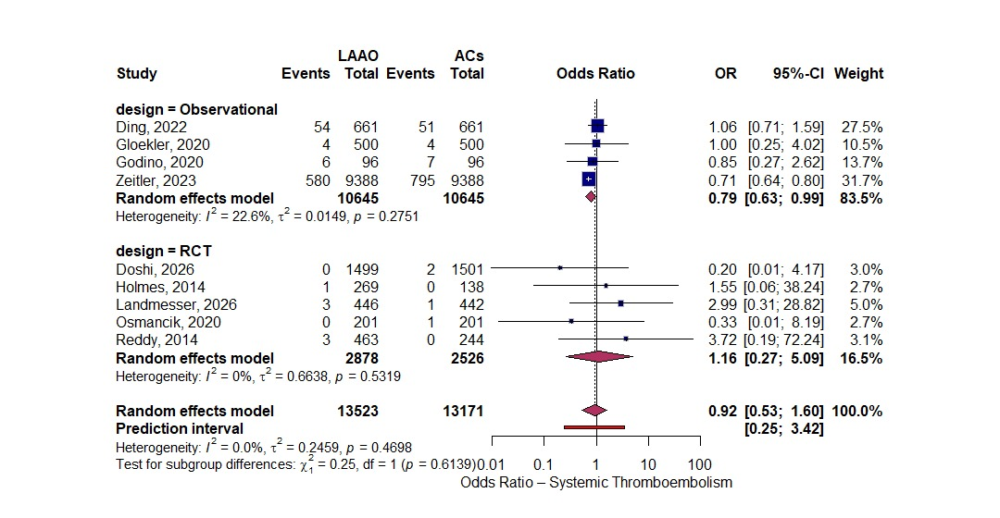 LAAO ACs
Study Events Total Events Total Odds Ratio OR 95%-CI Weight
design = Observational
Ding, 2022 54 661 51 661 1.06 [0.71; 1.59] 27.5%
Gloekler, 2020 4 500 4 500 1.00 [0.25; 4.02] 10.5%
Godino, 2020 6 96 7 96 0.85 [0.27; 2.62] 13.7%
Zeitler, 2023 580 9388 795 9388 0.71 [0.64; 0.80] 31.7%
Random effects model 10645 10645 0.79 [0.63; 0.99] 83.5%
Heterogeneity: I² = 22.6%, τ² = 0.0149, p = 0.2751
design = RCT
Doshi, 2026 0 1499 2 1501 0.20 [0.01; 4.17] 3.0%
Holmes, 2014 1 269 0 138 1.55 [0.06; 38.24] 2.7%
Landmesser, 2026 3 446 1 442 2.99 [0.31; 28.82] 5.0%
Osmancik, 2020 0 201 1 201 0.33 [0.01; 8.19] 2.7%
Reddy, 2014 3 463 0 244 3.72 [0.19; 72.24] 3.1%
Random effects model 2878 2526 1.16 [0.27; 5.09] 16.5%
Heterogeneity: I² = 0%, τ² = 0.6638, p = 0.5319
Random effects model 13523 13171 0.92 [0.53; 1.60] 100.0%
Prediction interval [0.25; 3.42]
Heterogeneity: I² = 0.0%, τ² = 0.2459, p = 0.4698
Test for subgroup differences: χ₁² = 0.25, df = 1 (p = 0.6139)
0.01 0.1 1 10 100
Odds Ratio – Systemic Thromboembolism